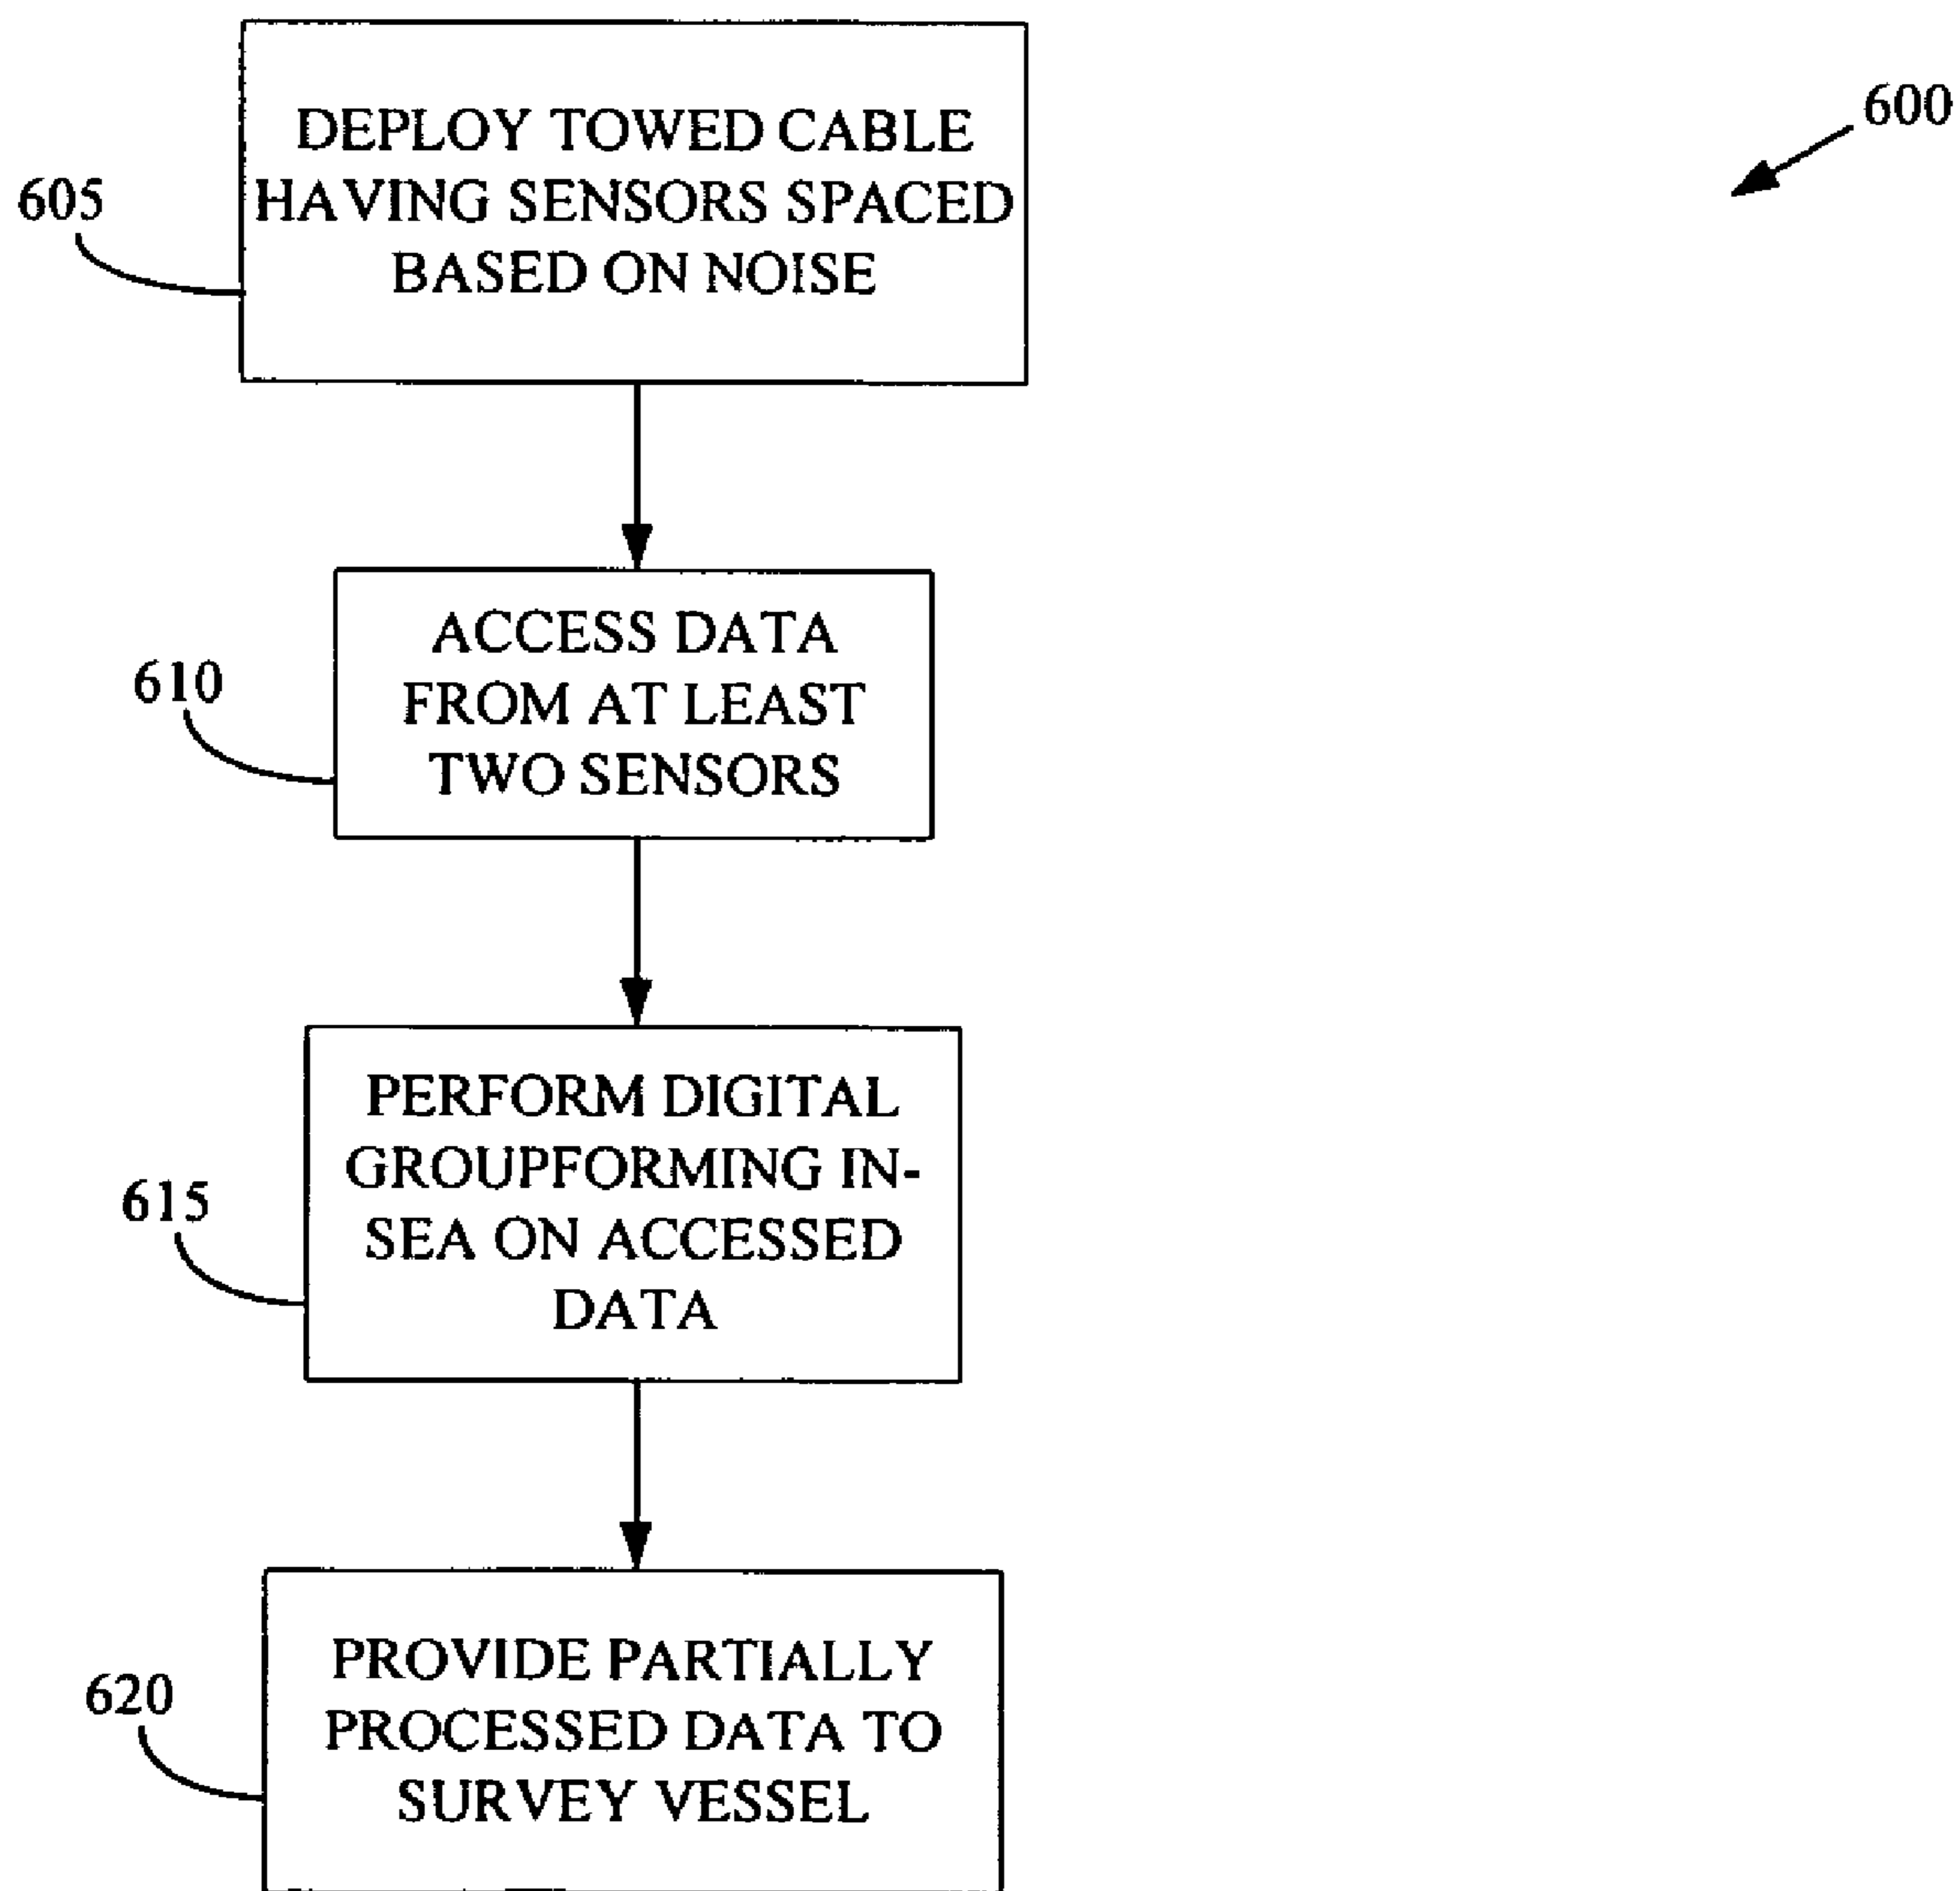 600
605
DEPLOY TOWED CABLE
HAVING SENSORS SPACED
BASED ON NOISE
610
ACCESS DATA
FROM AT LEAST
TWO SENSORS
615
PERFORM DIGITAL
GROUPFORMING IN-
SEA ON ACCESSED
DATA
620
PROVIDE PARTIALLY
PROCESSED DATA TO
SURVEY VESSEL